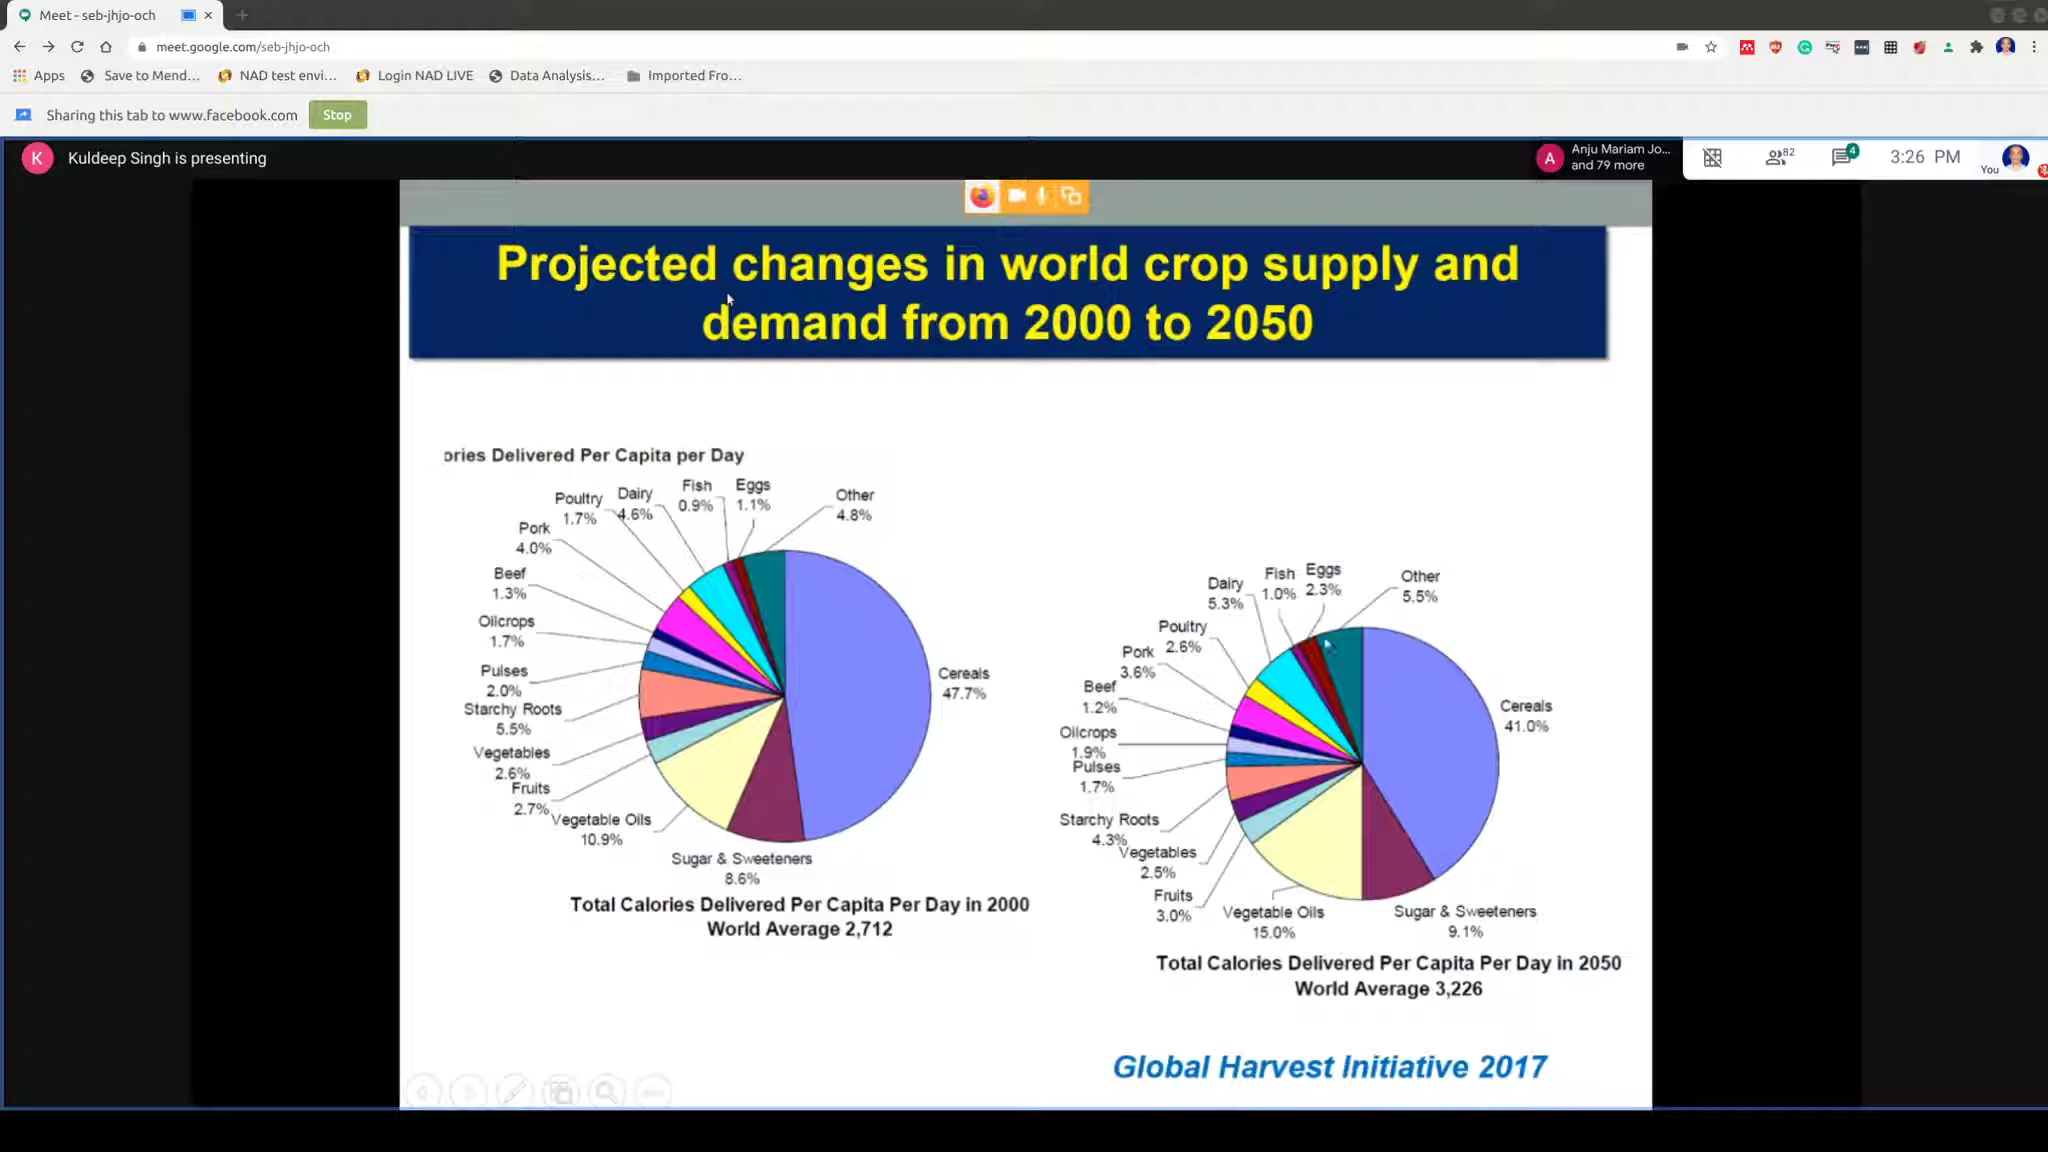 Meet - seb-jhjo-och
meet.google.com/seb-jhjo-och
Apps
Save to Mend...
NAD test envi...
Login NAD LIVE
Data Analysis...
Imported Fro...
Sharing this tab to www.facebook.com
Stop
K
Kuldeep Singh is presenting
A
Anju Mariam Jo...
and 79 more
82
4
3:26 PM
You
Projected changes in world crop supply and
demand from 2000 to 2050
ories Delivered Per Capita per Day
Poultry
1.7%
Dairy
4.6%
Fish
0.9%
Eggs
1.1%
Other
4.8%
Pork
4.0%
Beef
1.3%
Oilcrops
1.7%
Pulses
2.0%
Starchy Roots
5.5%
Vegetables
2.6%
Fruits
2.7%
Vegetable Oils
10.9%
Sugar & Sweeteners
8.6%
Cereals
47.7%
Total Calories Delivered Per Capita Per Day in 2000
World Average 2,712
Dairy
5.3%
Fish
1.0%
Eggs
2.3%
Other
5.5%
Poultry
2.6%
Pork
3.6%
Beef
1.2%
Oilcrops
1.9%
Pulses
1.7%
Starchy Roots
4.3%
Vegetables
2.5%
Fruits
3.0%
Vegetable Oils
15.0%
Sugar & Sweeteners
9.1%
Cereals
41.0%
Total Calories Delivered Per Capita Per Day in 2050
World Average 3,226
Global Harvest Initiative 2017